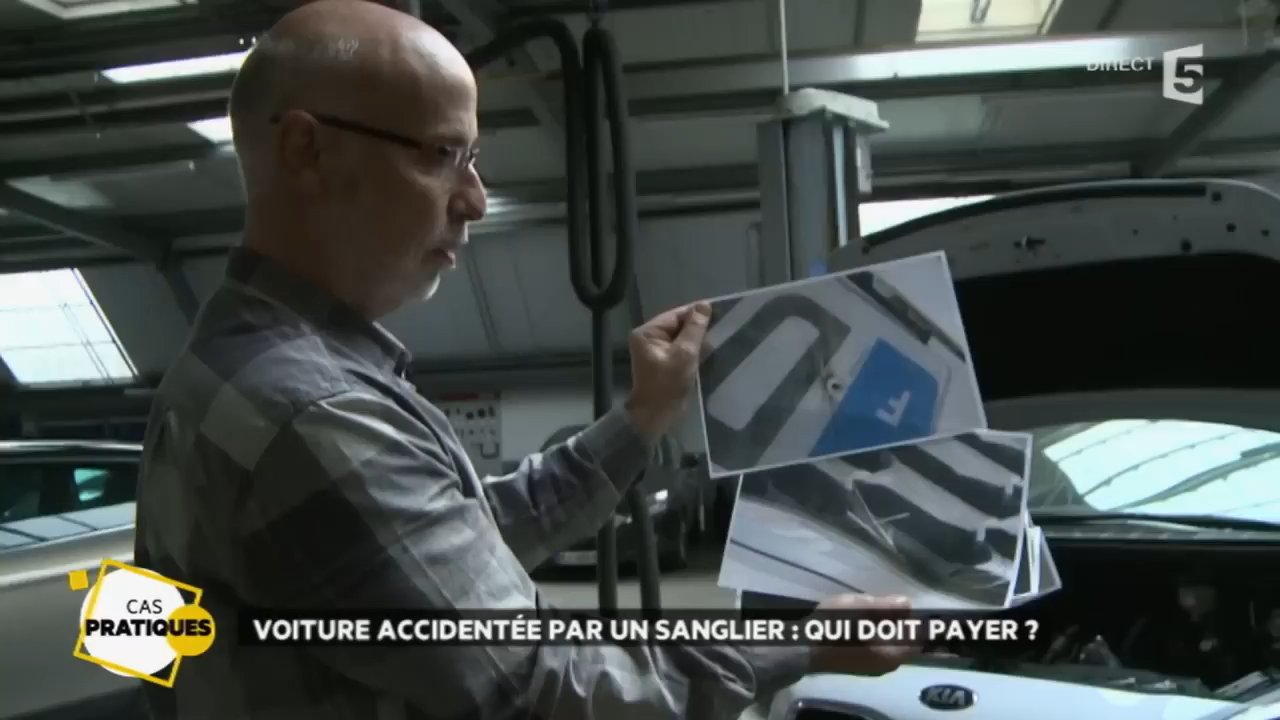 DIRECT 5
F
CAS
PRATIQUES
VOITURE ACCIDENTÉE PAR UN SANGLIER : QUI DOIT PAYER ?
KIA